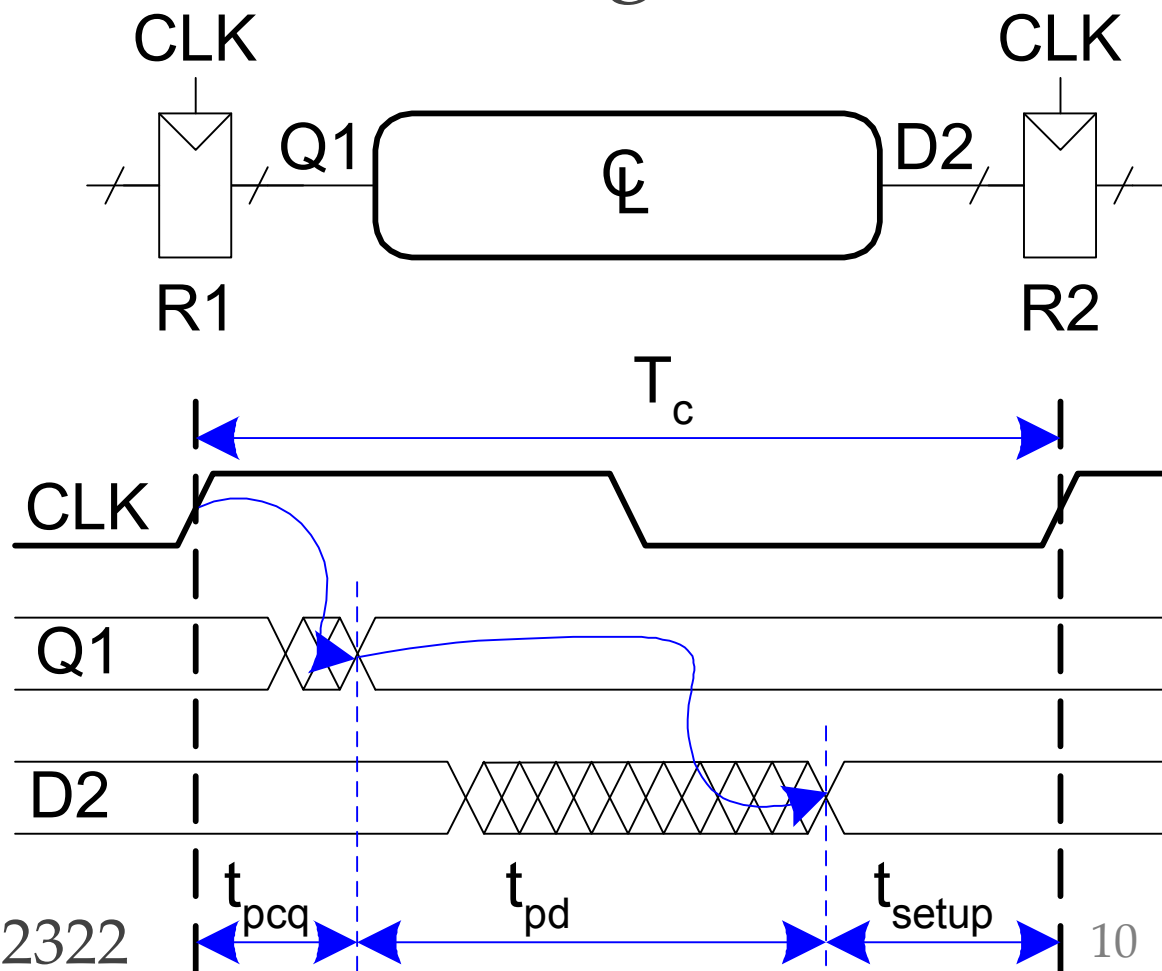 CLK CLK
Q1 CL D2
R1 R2
Tc
CLK
Q1
D2
tpcq tpd tsetup
2322 10